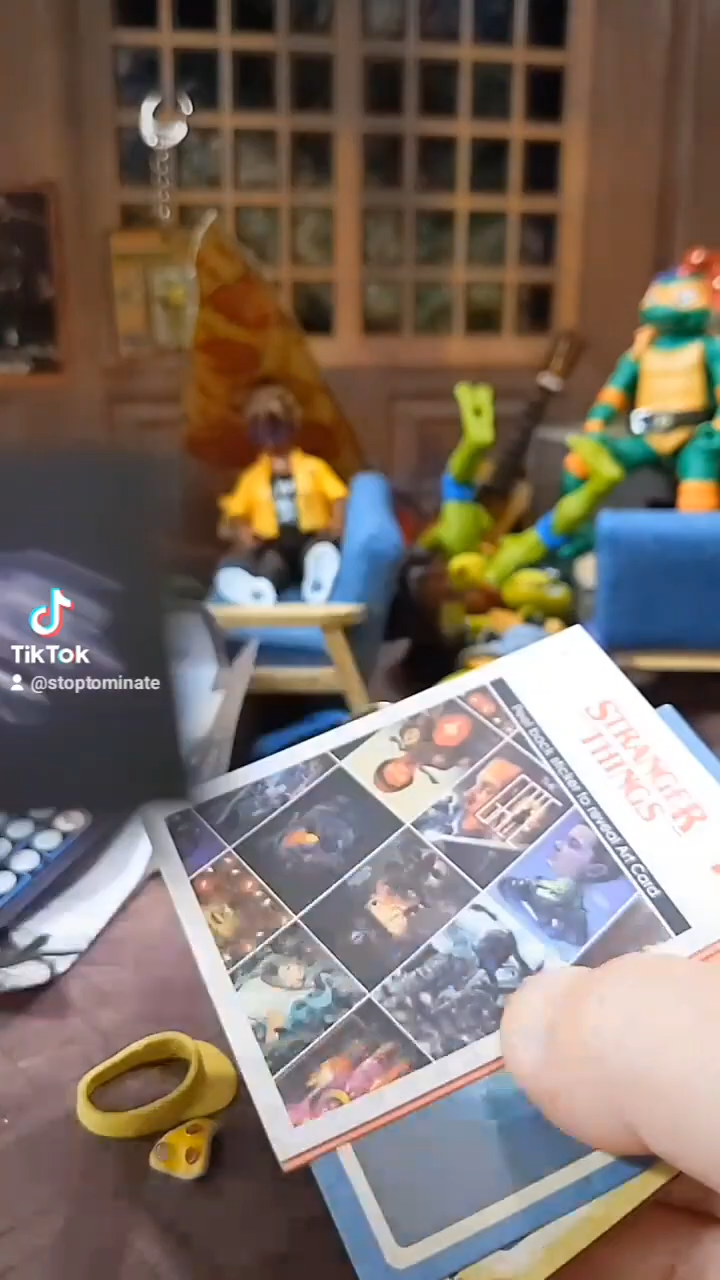 TikTok
@stoptominate
STRANGER
THINGS
Peel back sticker to reveal Art Card